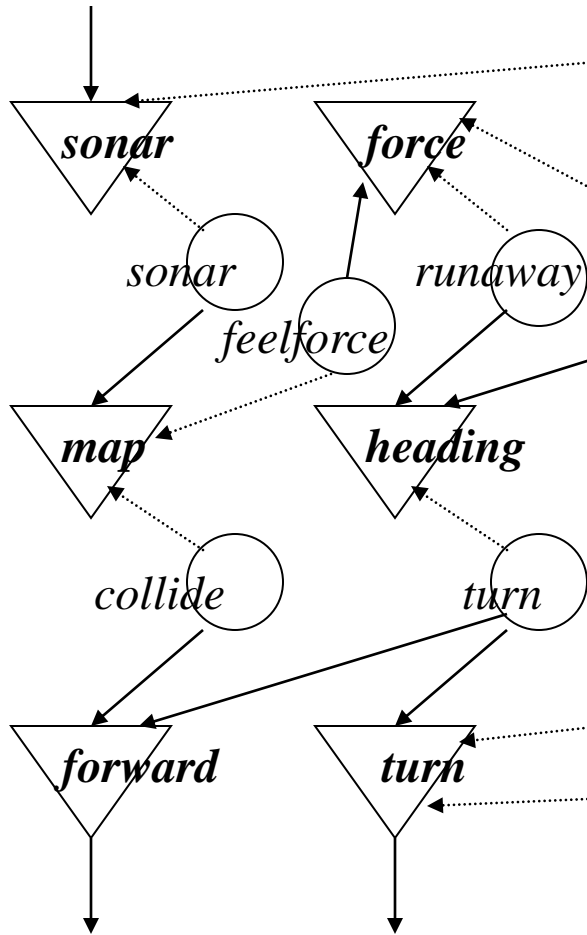 sonar
force
sonar
runaway
feelforce
map
heading
collide
turn
forward
turn